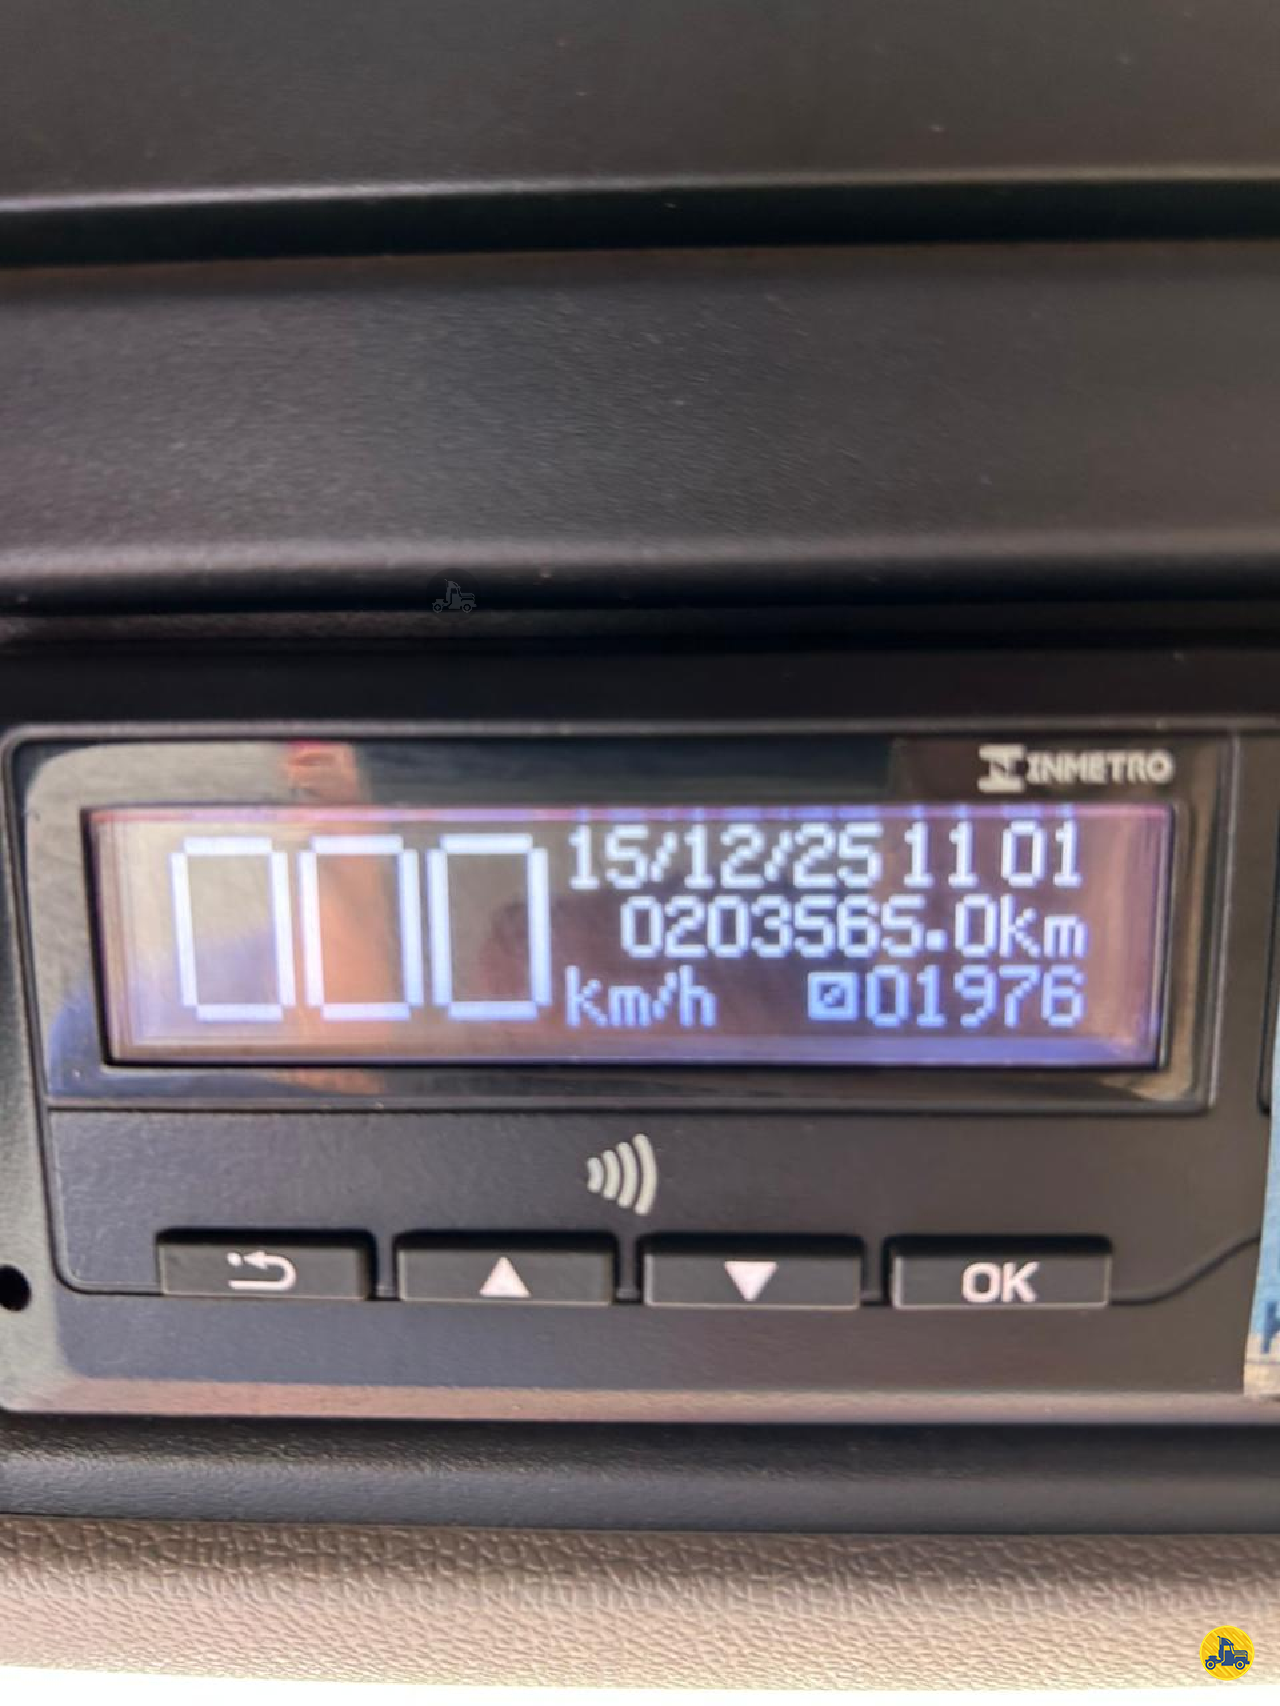 INMETRO
000
15/12/25 11 01
0203565.0km
km/h 01976
OK